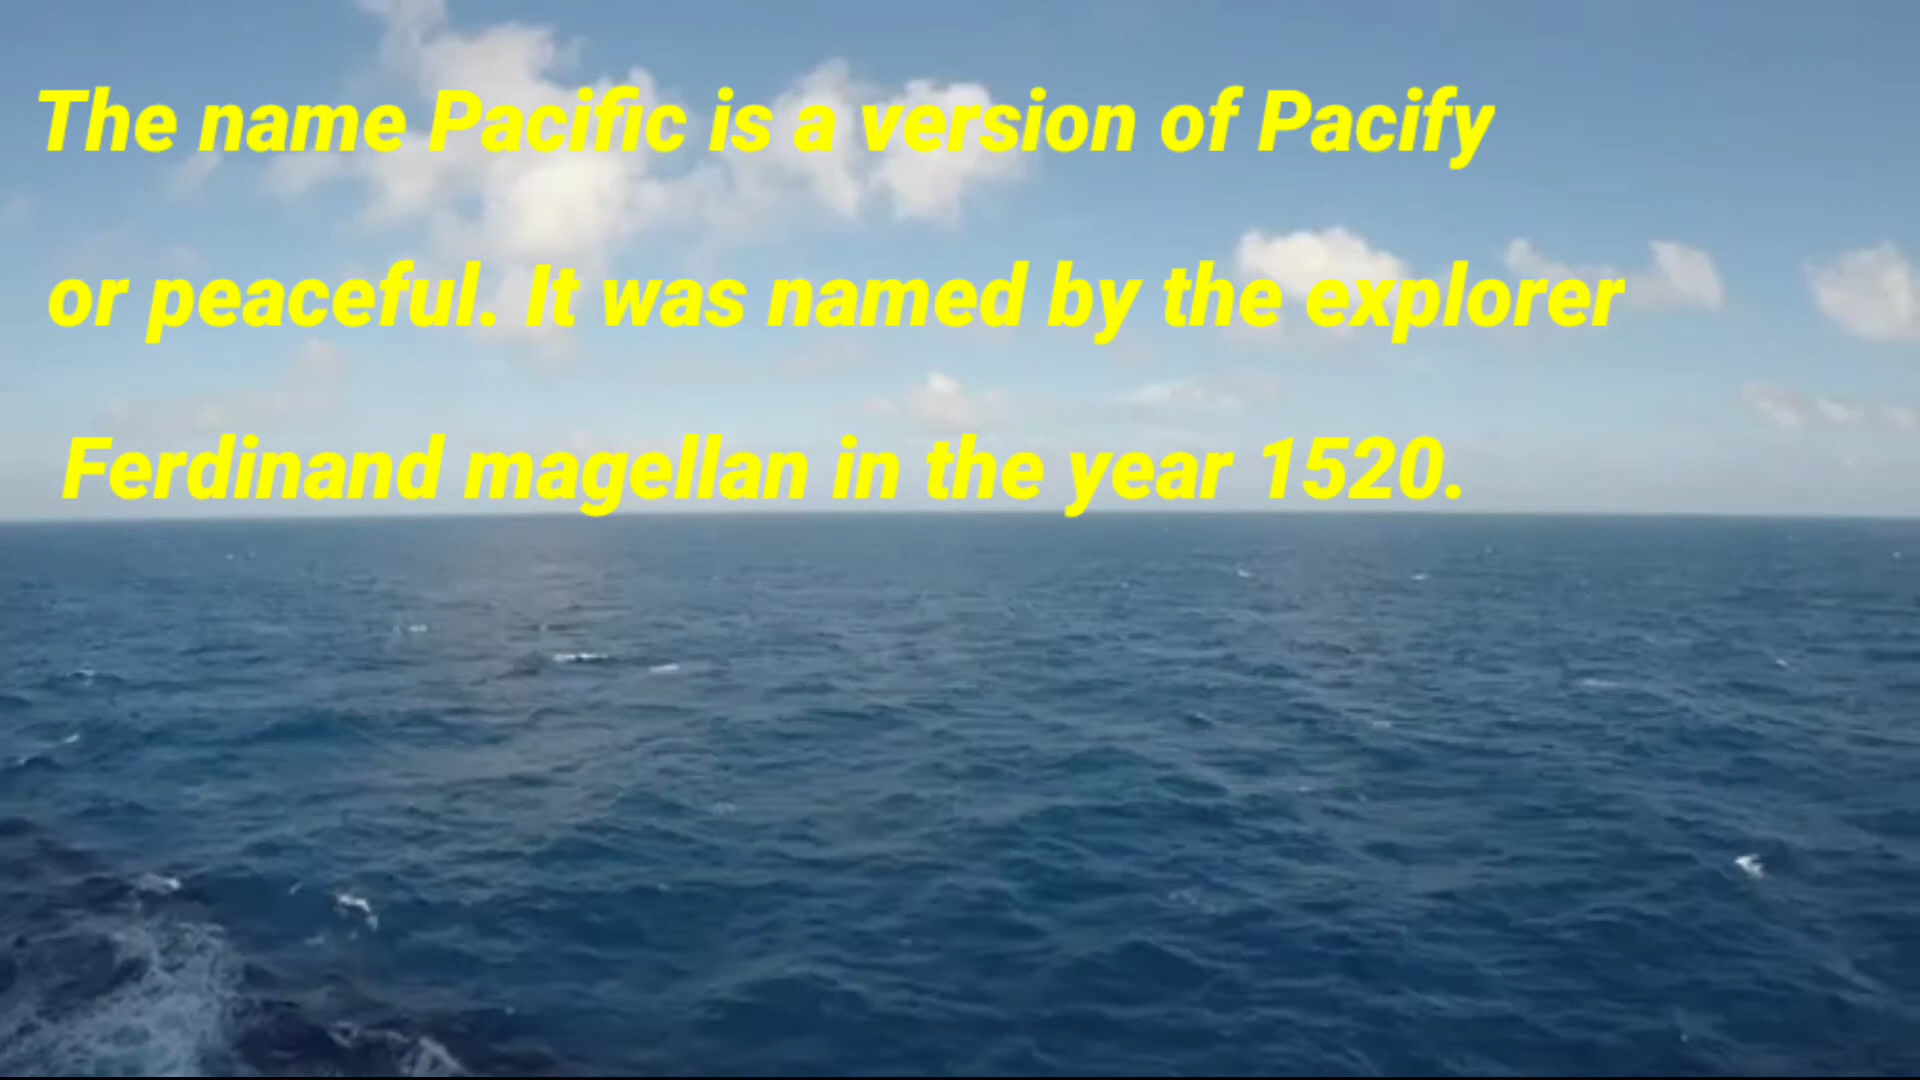 The name Pacific is a version of Pacify
or peaceful. It was named by the explorer
Ferdinand magellan in the year 1520.